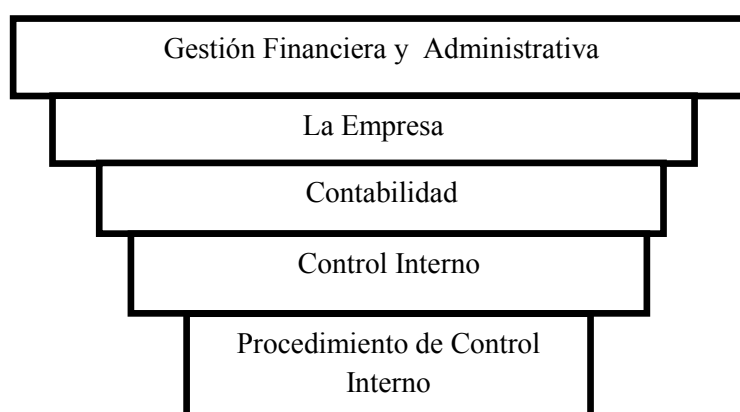 Gestión Financiera y Administrativa
La Empresa
Contabilidad
Control Interno
Procedimiento de Control
Interno